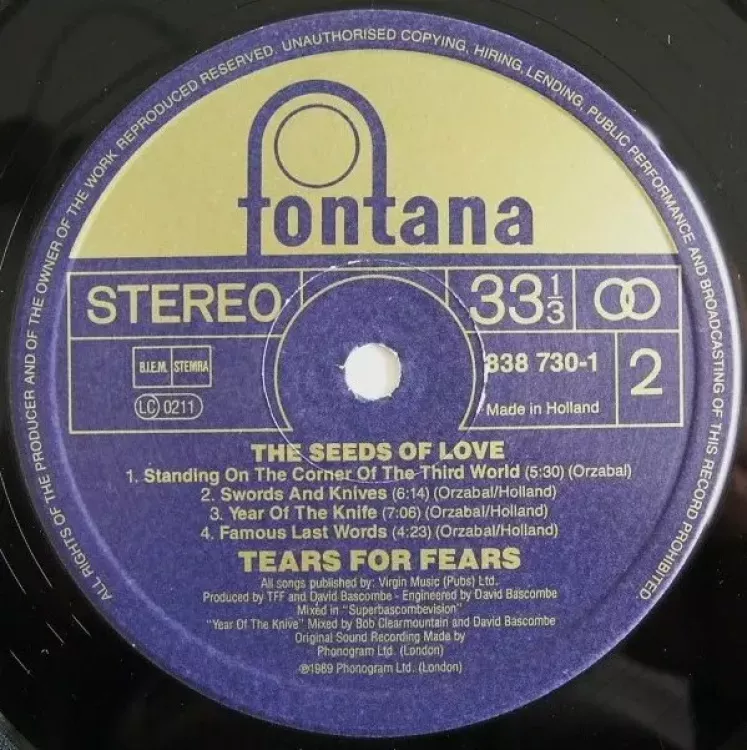 ALL RIGHTS OF THE PRODUCER AND OF THE OWNER OF THE WORK REPRODUCED RESERVED. UNAUTHORISED COPYING, HIRING, LENDING, PUBLIC PERFORMANCE AND BROADCASTING OF THIS RECORD PROHIBITED
fontana
STEREO 33 1/3
B.I.E.M. STEMRA
838 730-1 2
LC 0211
Made in Holland
THE SEEDS OF LOVE
1. Standing On The Corner Of The Third World (5:30) (Orzabal)
2. Swords And Knives (6:14) (Orzabal/Holland)
3. Year Of The Knife (7:06) (Orzabal/Holland)
4. Famous Last Words (4:23) (Orzabal/Holland)
TEARS FOR FEARS
All songs published by: Virgin Music (Pubs) Ltd.
Produced by TFF and David Bascombe - Engineered by David Bascombe
Mixed in "Superbascombevision"
"Year Of The Knive" Mixed by Bob Clearmountain and David Bascombe
Original Sound Recording Made by
Phonogram Ltd. (London)
℗1989 Phonogram Ltd. (London)